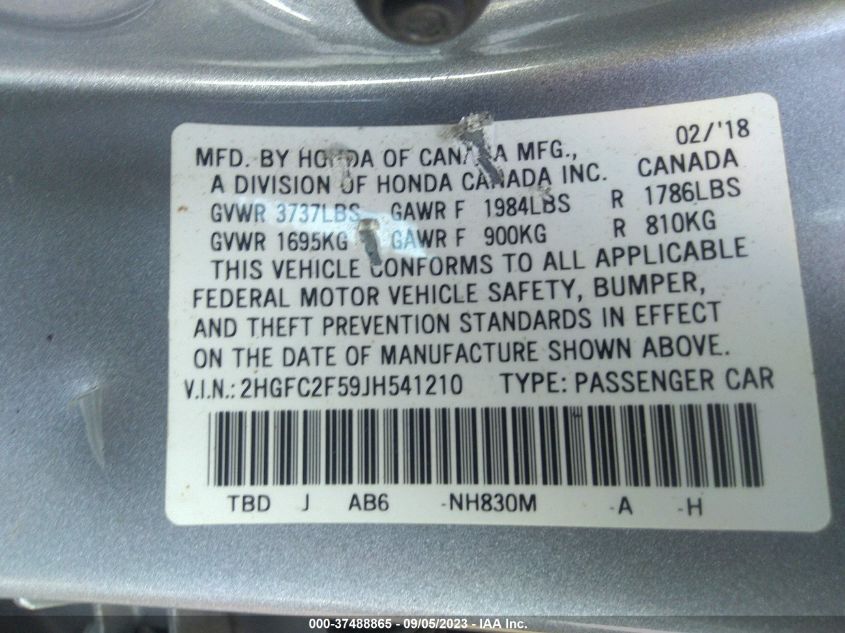 02/'18
MFD. BY HONDA OF CANADA MFG.,
A DIVISION OF HONDA CANADA INC. CANADA
GVWR 3737LBS GAWR F 1984LBS R 1786LBS
GVWR 1695KG GAWR F 900KG R 810KG
THIS VEHICLE CONFORMS TO ALL APPLICABLE
FEDERAL MOTOR VEHICLE SAFETY, BUMPER,
AND THEFT PREVENTION STANDARDS IN EFFECT
ON THE DATE OF MANUFACTURE SHOWN ABOVE.
V.I.N.: 2HGFC2F59JH541210 TYPE: PASSENGER CAR
TBD J AB6 -NH830M -A -H
000-37488865 - 09/05/2023 - IAA Inc.